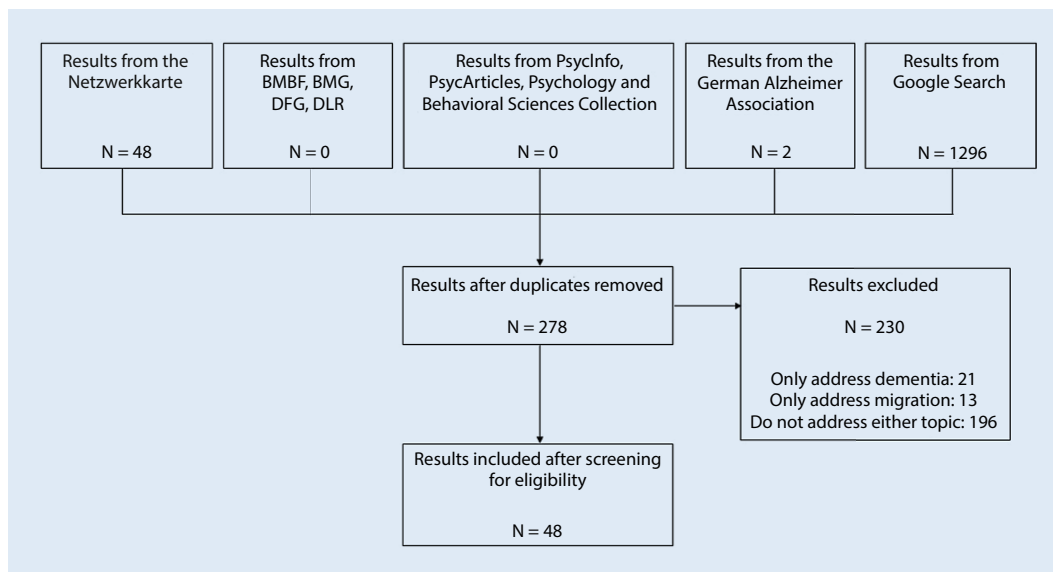 Results from the
Netzwerkkarte
N = 48
Results from
BMBF, BMG,
DFG, DLR
N = 0
Results from PsycInfo,
PsycArticles, Psychology and
Behavioral Sciences Collection
N = 0
Results from the
German Alzheimer
Association
N = 2
Results from
Google Search
N = 1296
Results after duplicates removed
N = 278
Results excluded
N = 230
Only address dementia: 21
Only address migration: 13
Do not address either topic: 196
Results included after screening
for eligibility
N = 48